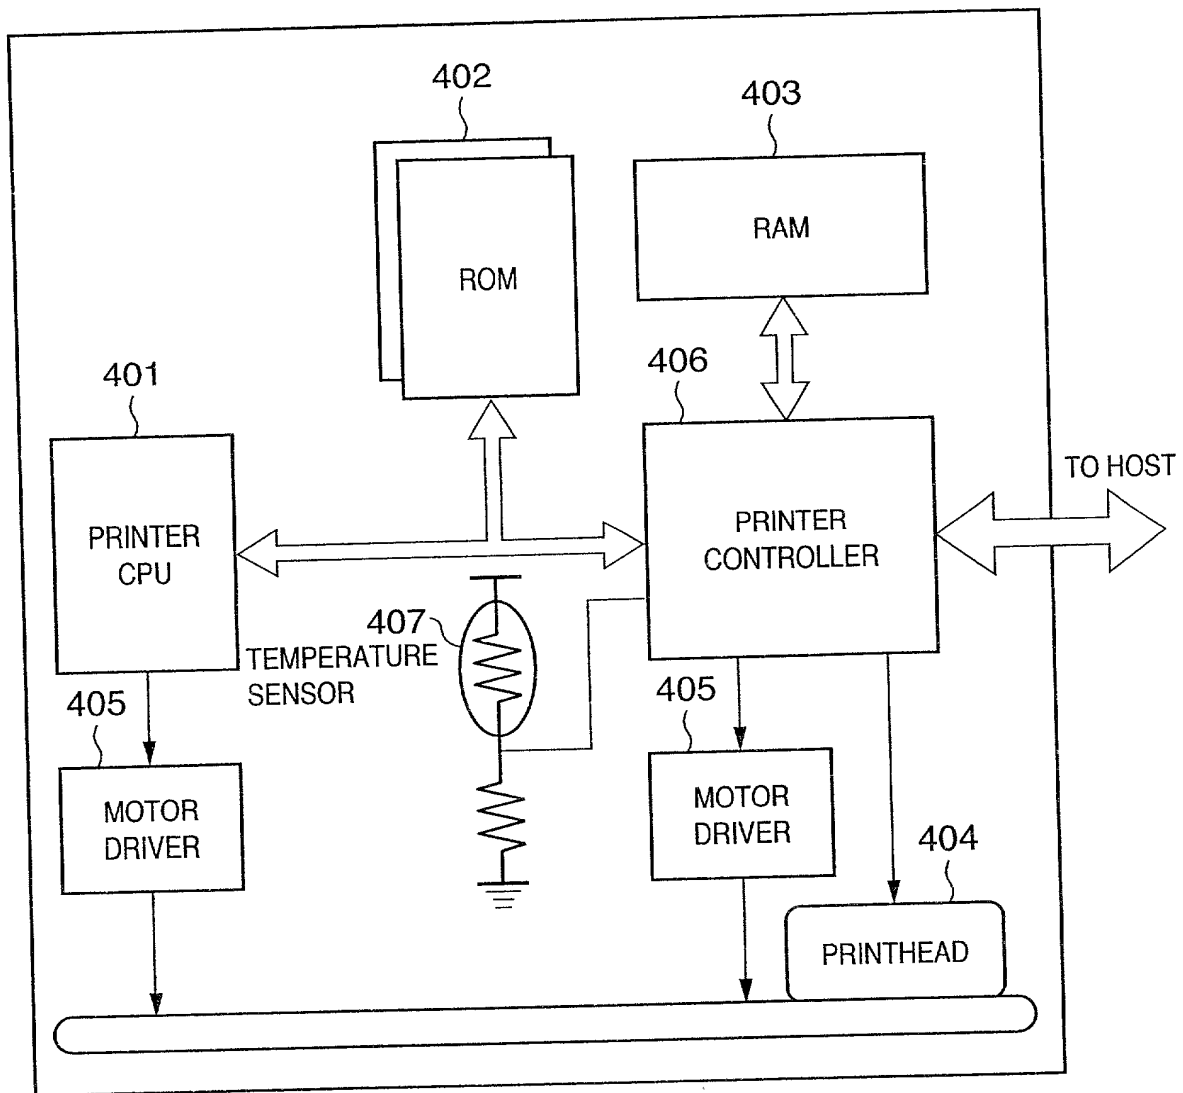 402
403
ROM
RAM
401
406
TO HOST
PRINTER
CPU
PRINTER
CONTROLLER
407
TEMPERATURE
SENSOR
405
405
MOTOR
DRIVER
MOTOR
DRIVER
404
PRINTHEAD